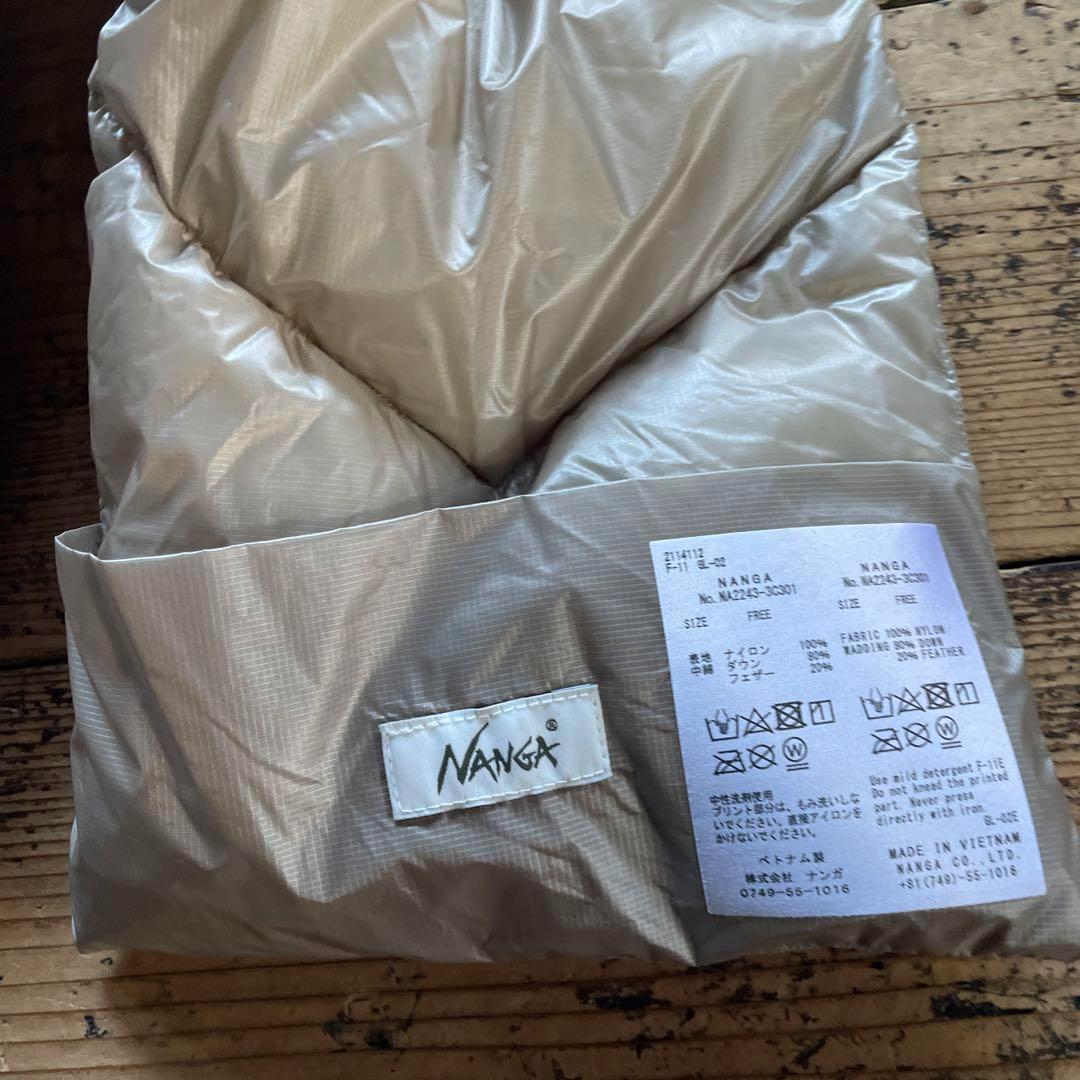 NANGA®
2114112
F-11 GL-02
NANGA
No. NA2243-3C301
SIZE FREE
表地 ナイロン 100%
中綿 ダウン 80%
フェザー 20%
中性洗剤使用
プリント部分は、もみ洗いしな
いでください。直接アイロンを
かけないでください。
ベトナム製
株式会社 ナンガ
0749-55-1016
NANGA
No. NA2243-3C301
SIZE FREE
FABRIC 100% NYLON
WADDING 80% DOWN
20% FEATHER
Use mild detergent F-11E
Do not knead the printed
part. Never press
directly with iron.
GL-02E
MADE IN VIETNAM
NANGA CO., LTD.
+81(749)-55-1016